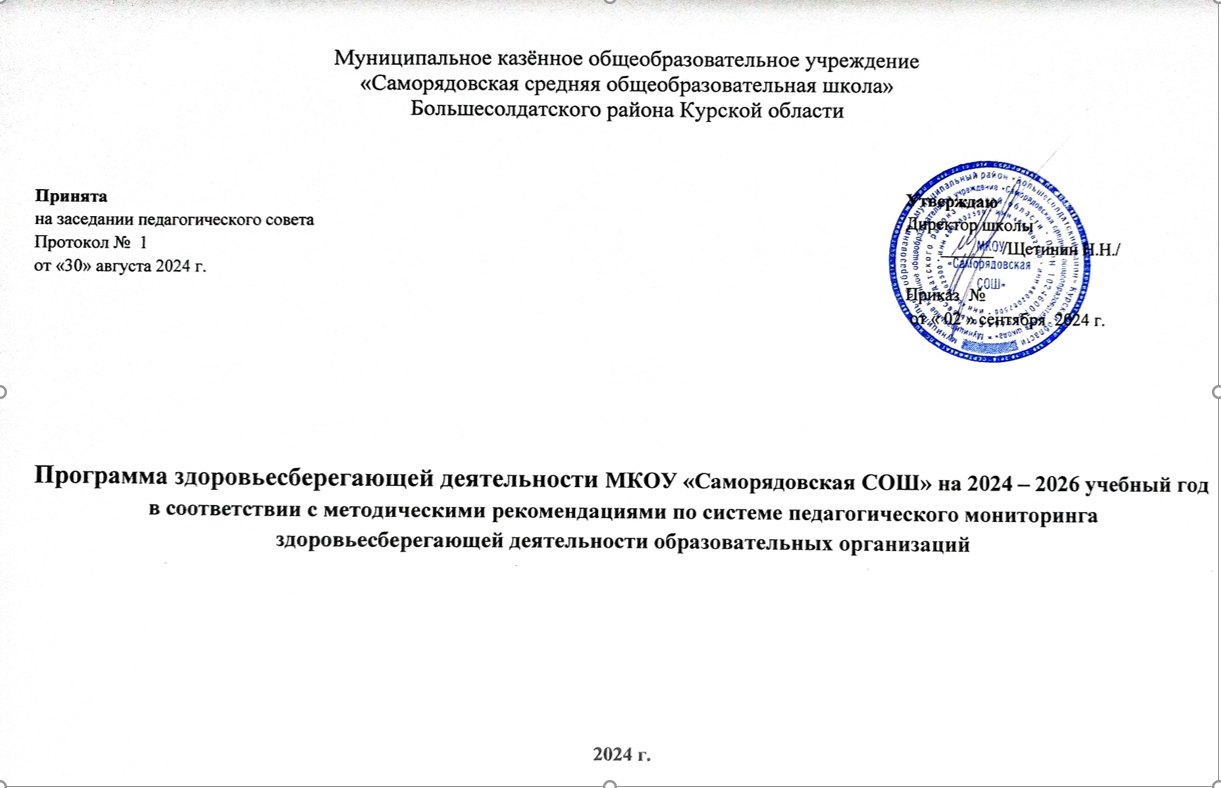 Муниципальное казённое общеобразовательное учреждение
«Саморядовская средняя общеобразовательная школа»
Большесолдатского района Курской области
Принята
на заседании педагогического совета
Протокол № 1
от «30» августа 2024 г.
Утверждаю
Директор школы
/Щетинин Н.Н./
Приказ №
от « 02 » сентября 2024 г.
МКОУ
«Саморядовская
СОШ»
Программа здоровьесберегающей деятельности МКОУ «Саморядовская СОШ» на 2024 – 2026 учебный год
в соответствии с методическими рекомендациями по системе педагогического мониторинга
здоровьесберегающей деятельности образовательных организаций
2024 г.